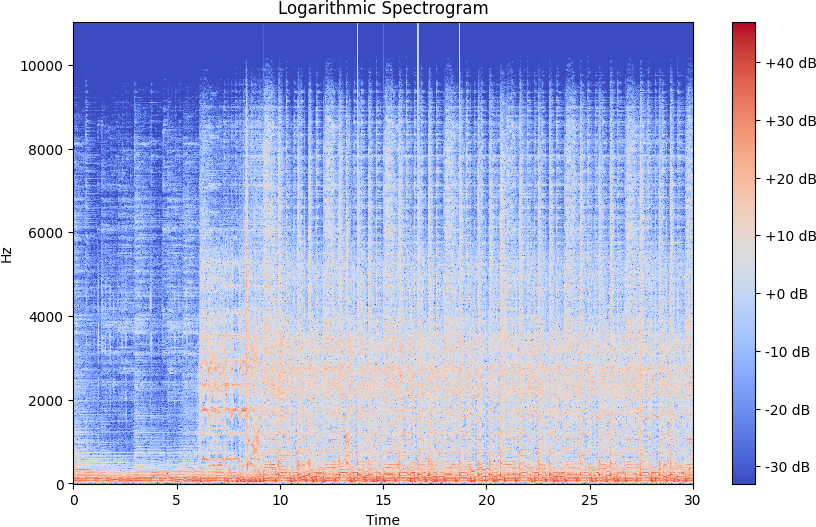 Logarithmic Spectrogram
Hz
10000
8000
6000
4000
2000
0
0 5 10 15 20 25 30
Time
+40 dB
+30 dB
+20 dB
+10 dB
+0 dB
-10 dB
-20 dB
-30 dB